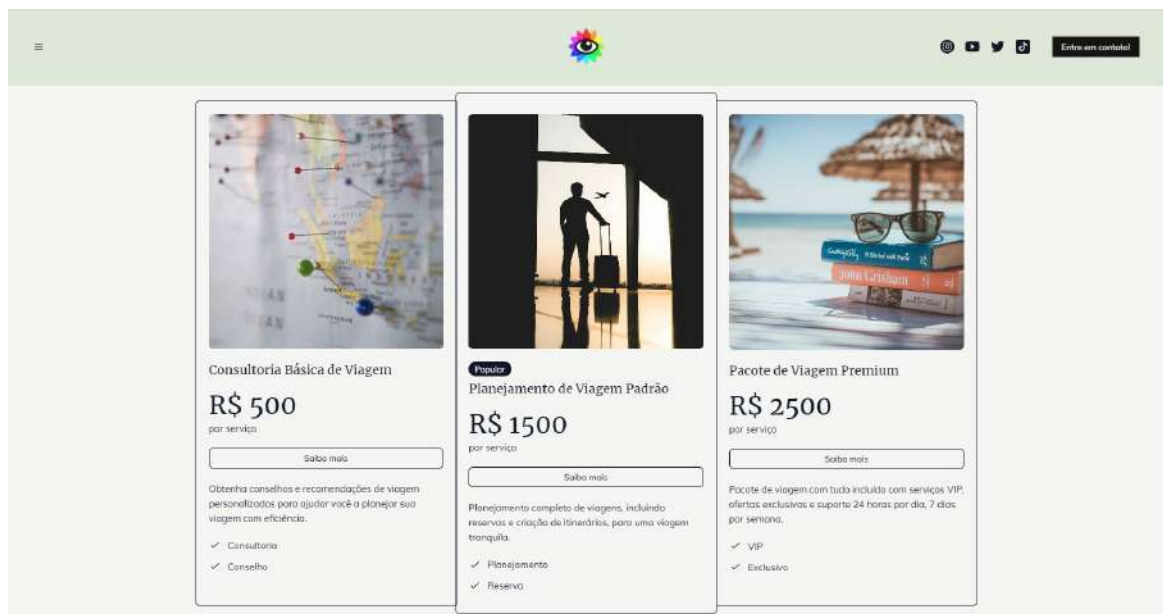 Entre em contato!
John Grisham
Consultoria Básica de Viagem
R$ 500
por serviço
Saiba mais
Obtenha conselhos e recomendações de viagem
personalizados para ajudar você a planejar sua
viagem com eficiência.
✓ Consultoria
✓ Conselho
Popular
Planejamento de Viagem Padrão
R$ 1500
por serviço
Saiba mais
Planejamento completo de viagens, incluindo
reservas e criação de itinerários, para uma viagem
tranquila.
✓ Planejamento
✓ Reserva
Pacote de Viagem Premium
R$ 2500
por serviço
Saiba mais
Pacote de viagem com tudo incluído com serviços VIP,
ofertas exclusivas e suporte 24 horas por dia, 7 dias
por semana.
✓ VIP
✓ Exclusivo